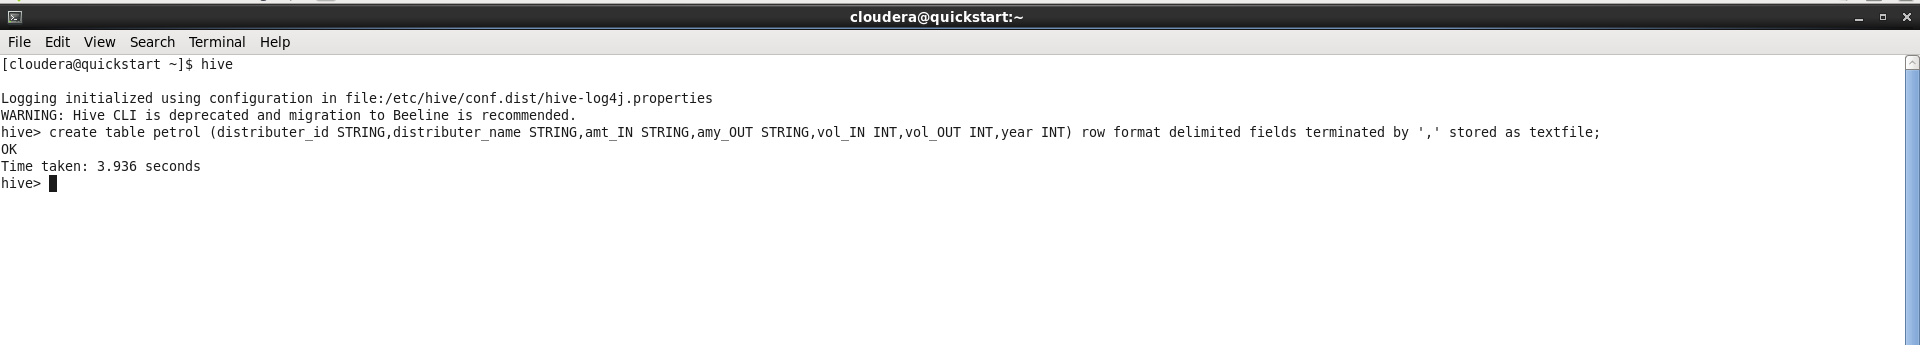 cloudera@quickstart:~
File Edit View Search Terminal Help
[cloudera@quickstart ~]$ hive
Logging initialized using configuration in file:/etc/hive/conf.dist/hive-log4j.properties
WARNING: Hive CLI is deprecated and migration to Beeline is recommended.
hive> create table petrol (distributer_id STRING,distributer_name STRING,amt_IN STRING,amy_OUT STRING,vol_IN INT,vol_OUT INT,year INT) row format delimited fields terminated by ',' stored as textfile;
OK
Time taken: 3.936 seconds
hive>